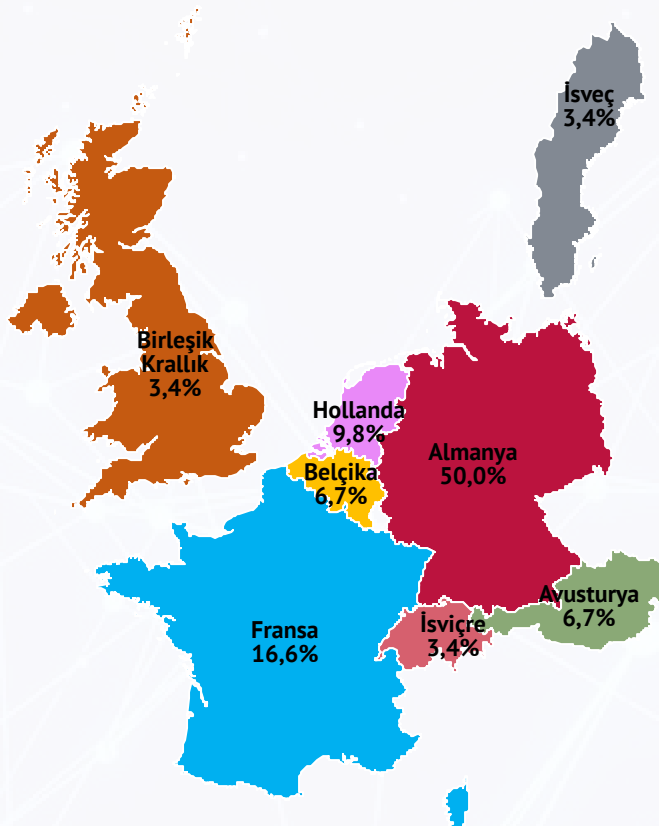 İsveç
3,4%
Birleşik
Krallık
3,4%
Hollanda
9,8%
Almanya
50,0%
Belçika
6,7%
Avusturya
6,7%
Fransa
16,6%
İsviçre
3,4%